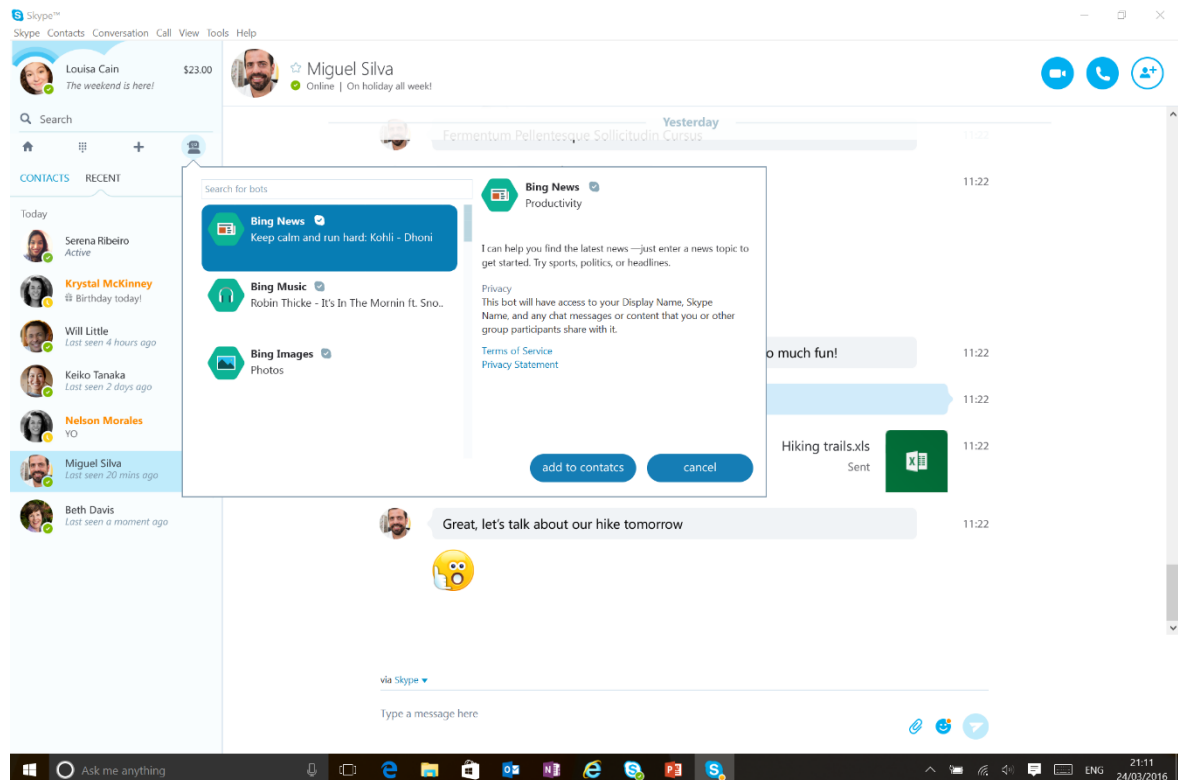 Skype™
Skype Contacts Conversation Call View Tools Help
Louisa Cain $23.00
The weekend is here!
Search
CONTACTS RECENT
Today
Serena Ribeiro
Active
Krystal McKinney
Birthday today!
Will Little
Last seen 4 hours ago
Keiko Tanaka
Last seen 2 days ago
Nelson Morales
YO
Miguel Silva
Last seen 20 mins ago
Beth Davis
Last seen a moment ago
Miguel Silva
Online | On holiday all week!
Yesterday
Fermentum Pellentesque Sollicitudin Cursus 11:22
11:22
Search for bots
Bing News
Keep calm and run hard: Kohli - Dhoni
Bing Music
Robin Thicke - It's In The Mornin ft. Sno..
Bing Images
Photos
Bing News
Productivity
I can help you find the latest news —just enter a news topic to
get started. Try sports, politics, or headlines.
Privacy
This bot will have access to your Display Name, Skype
Name, and any chat messages or content that you or other
group participants share with it.
Terms of Service
Privacy Statement
add to contatcs cancel
o much fun! 11:22
11:22
Hiking trails.xls 11:22
Sent
Great, let's talk about our hike tomorrow 11:22
via Skype
Type a message here
Ask me anything
ENG
21:11
24/03/2016